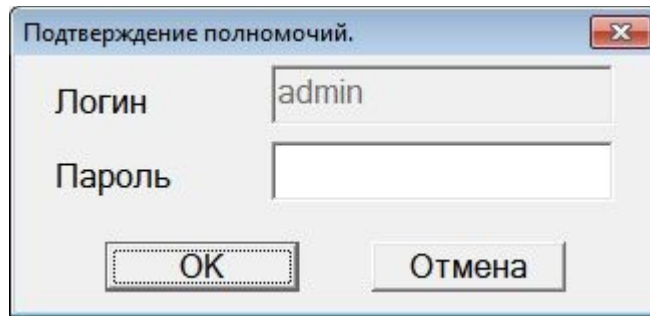 Подтверждение полномочий.
Логин admin
Пароль
OK Отмена